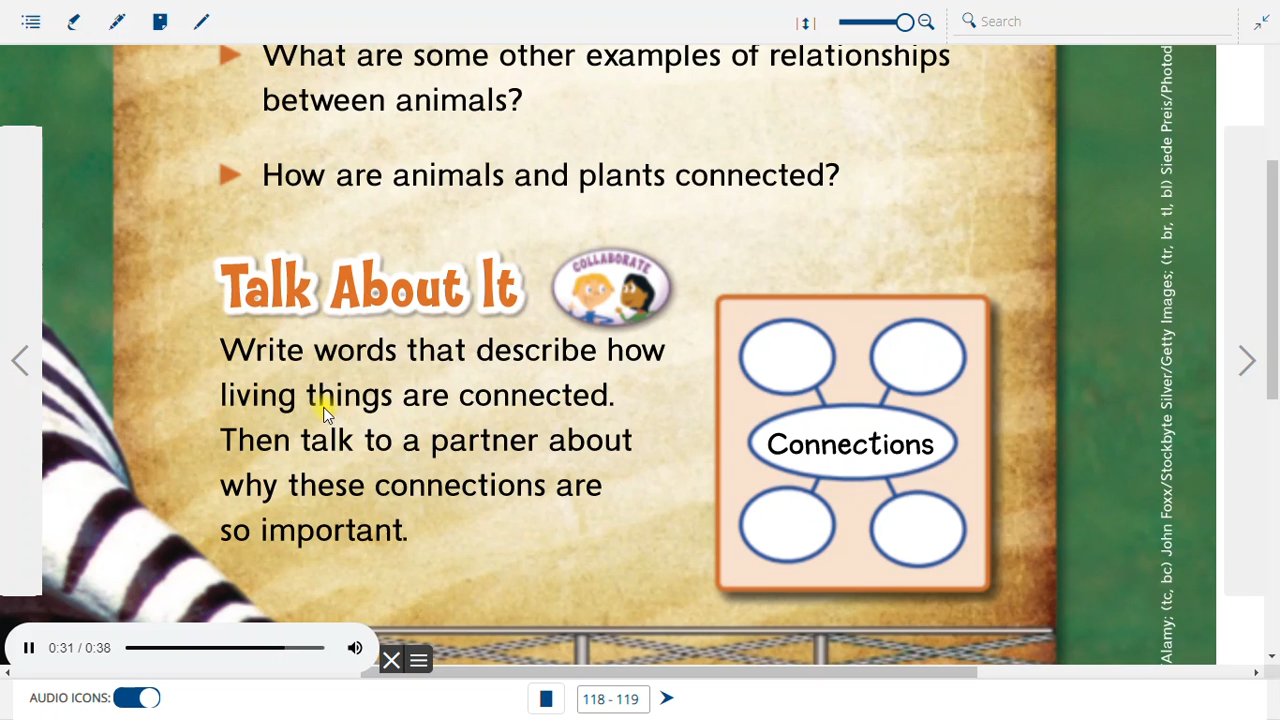 Search
What are some other examples of relationships
between animals?
How are animals and plants connected?
Talk About It
COLLABORATE
Write words that describe how
living things are connected.
Then talk to a partner about
why these connections are
so important.
Connections
/Alamy; (tc, bc) John Foxx/Stockbyte Silver/Getty Images; (tr, br, tl, bl) Siede Preis/Photod
0:31 / 0:38
AUDIO ICONS:
118 - 119